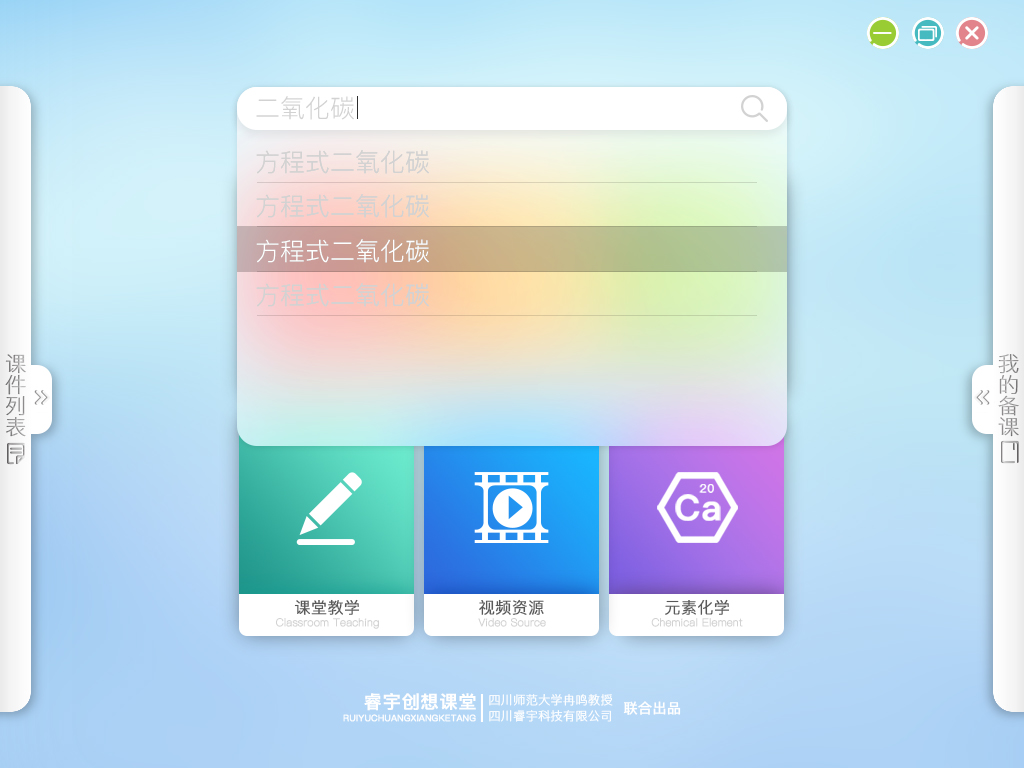 二氧化碳
方程式二氧化碳
方程式二氧化碳
方程式二氧化碳
方程式二氧化碳
课件列表
我的备课
20
Ca
课堂教学
Classroom Teaching
视频资源
Video Source
元素化学
Chemical Element
睿宇创想课堂
RUIYUCHUANGXIANGKETANG
四川师范大学冉鸣教授
四川睿宇科技有限公司
联合出品